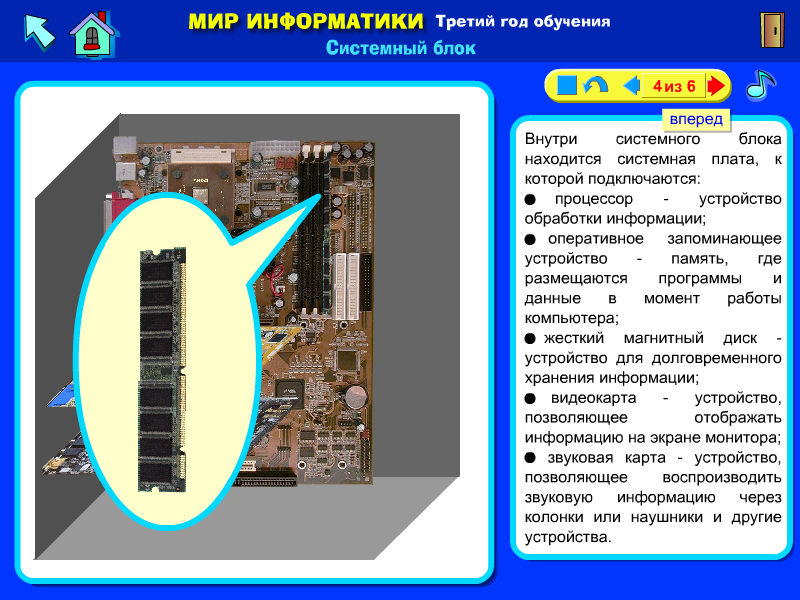 МИР ИНФОРМАТИКИ Третий год обучения
Системный блок
4 из 6
вперед
Внутри системного блока
находится системная плата, к
которой подключаются:
● процессор - устройство
обработки информации;
● оперативное запоминающее
устройство - память, где
размещаются программы и
данные в момент работы
компьютера;
● жесткий магнитный диск -
устройство для долговременного
хранения информации;
● видеокарта - устройство,
позволяющее отображать
информацию на экране монитора;
● звуковая карта - устройство,
позволяющее воспроизводить
звуковую информацию через
колонки или наушники и другие
устройства.